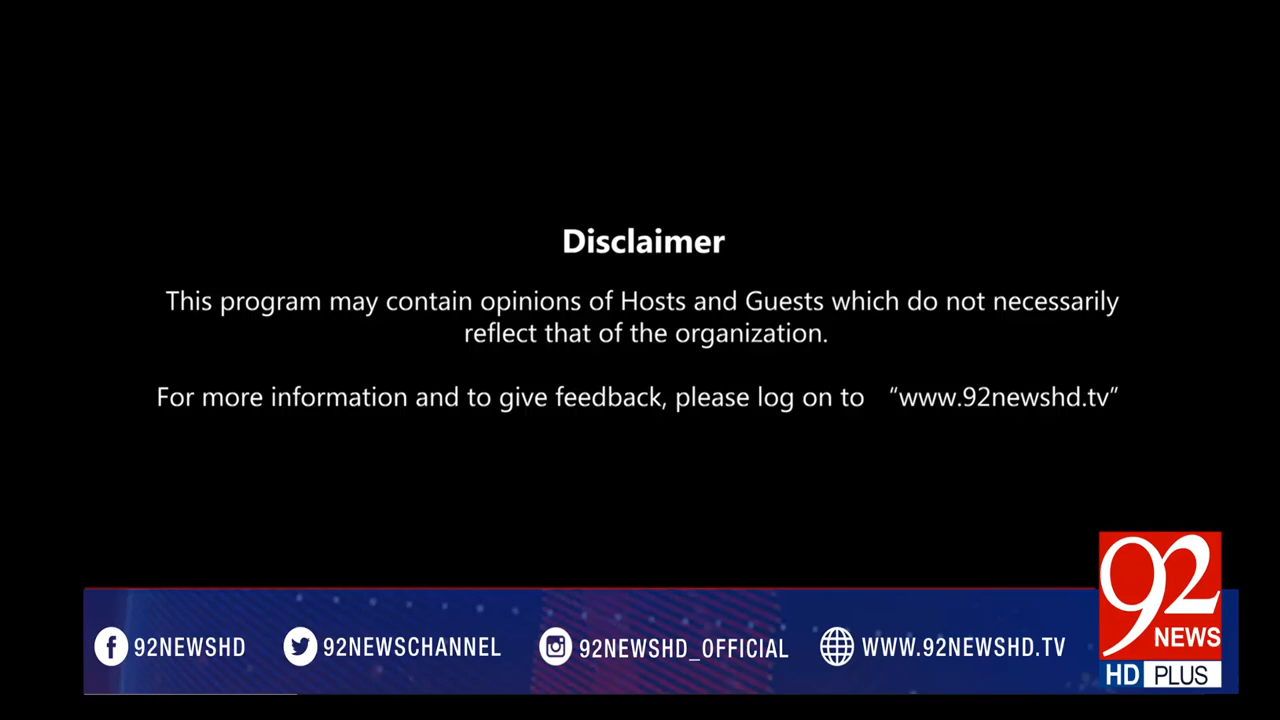 Disclaimer
This program may contain opinions of Hosts and Guests which do not necessarily
reflect that of the organization.
For more information and to give feedback, please log on to “www.92newshd.tv”
92NEWSHD 92NEWSCHANNEL 92NEWSHD_OFFICIAL WWW.92NEWSHD.TV
92
NEWS
HD PLUS